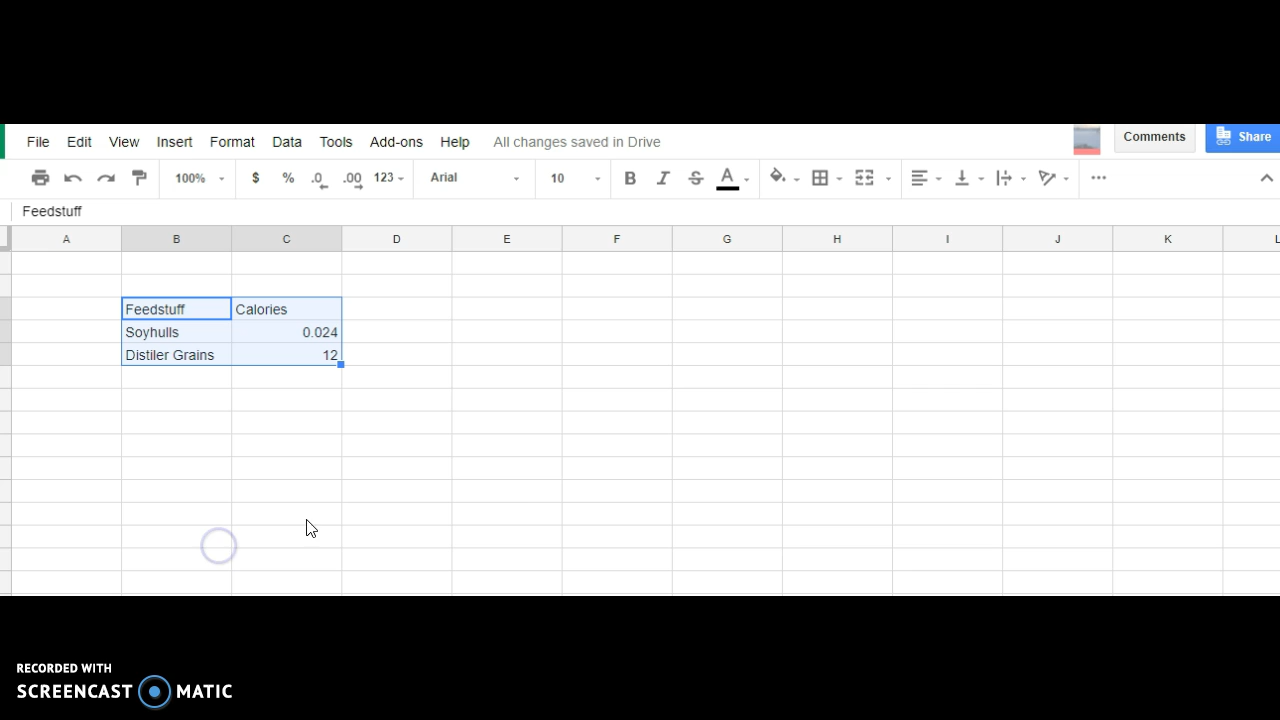 File Edit View Insert Format Data Tools Add-ons Help All changes saved in Drive Comments Share
100% $ % .0 .00 123 Arial 10 B I S A
Feedstuff
A B C D E F G H I J K L
Feedstuff Calories
Soyhulls 0.024
Distiler Grains 12
RECORDED WITH
SCREENCAST MATIC